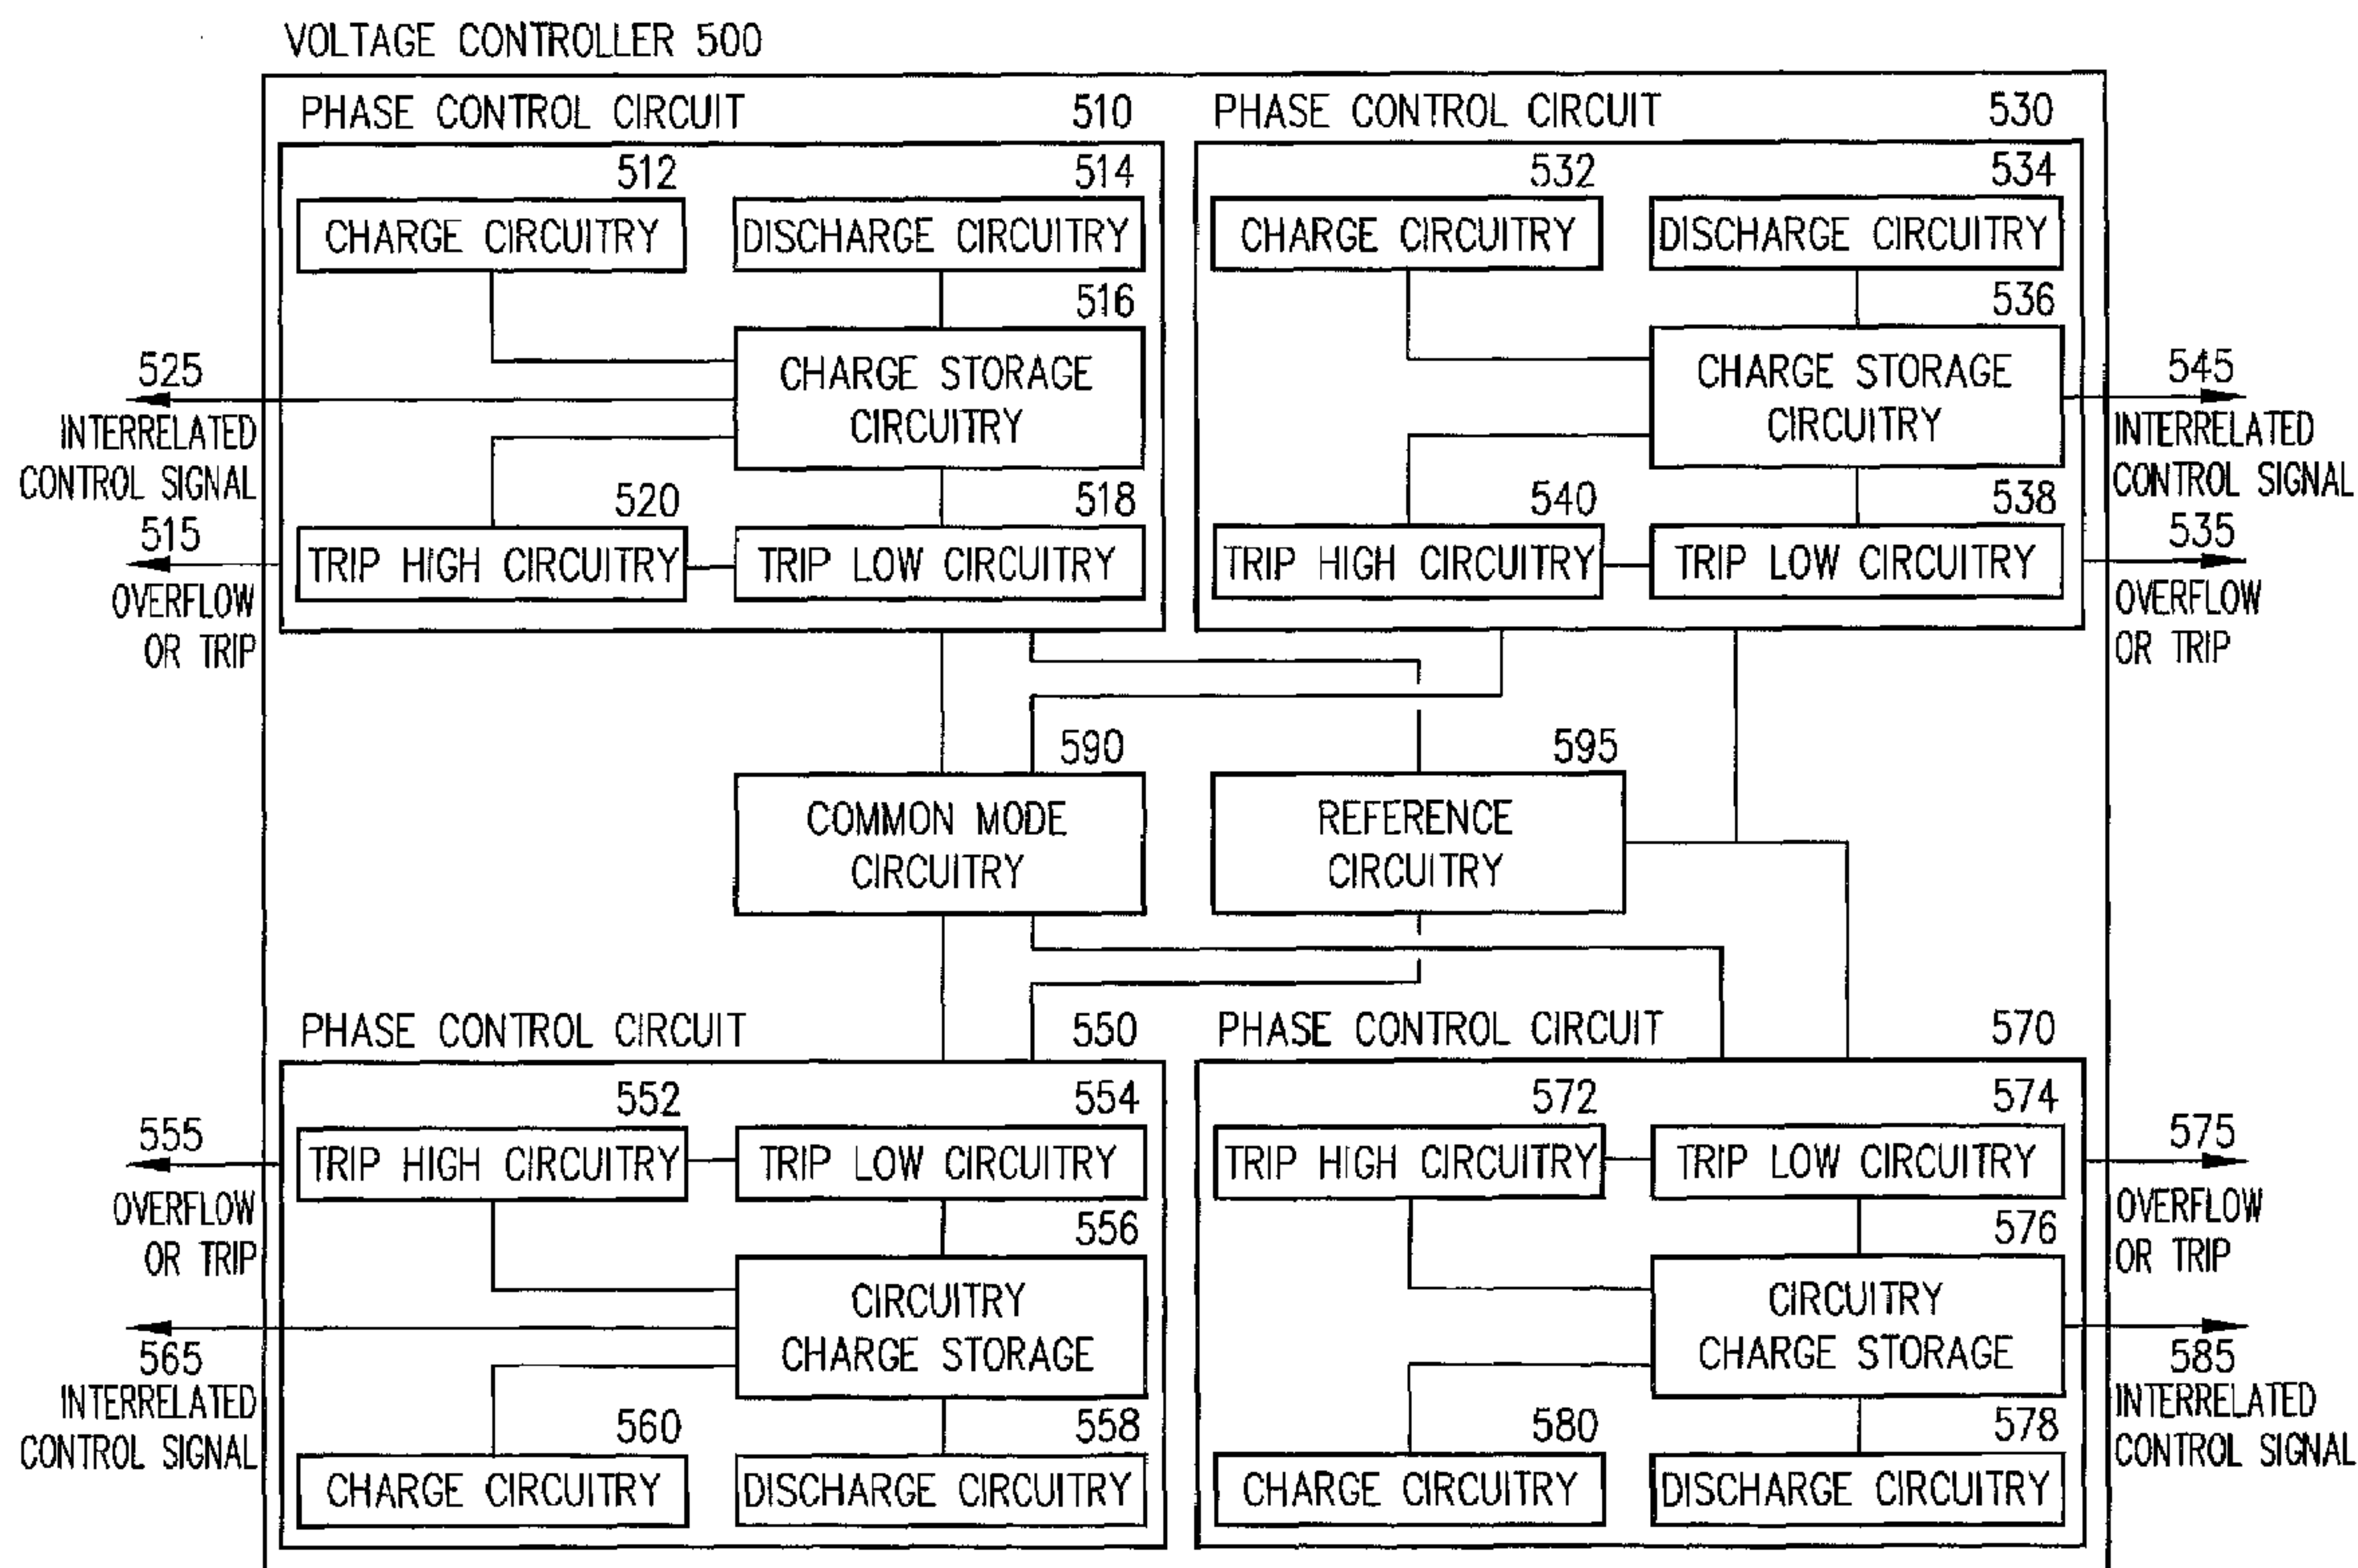 VOLTAGE CONTROLLER 500
PHASE CONTROL CIRCUIT 510
512
514
CHARGE CIRCUITRY
DISCHARGE CIRCUITRY
516
CHARGE STORAGE
CIRCUITRY
525
INTERRELATED
CONTROL SIGNAL
520
518
515
TRIP HIGH CIRCUITRY
TRIP LOW CIRCUITRY
OVERFLOW
OR TRIP
PHASE CONTROL CIRCUIT 530
532
534
CHARGE CIRCUITRY
DISCHARGE CIRCUITRY
536
CHARGE STORAGE
CIRCUITRY
545
INTERRELATED
CONTROL SIGNAL
540
538
535
TRIP HIGH CIRCUITRY
TRIP LOW CIRCUITRY
OVERFLOW
OR TRIP
590
COMMON MODE
CIRCUITRY
595
REFERENCE
CIRCUITRY
PHASE CONTROL CIRCUIT 550
552
554
555
TRIP HIGH CIRCUITRY
TRIP LOW CIRCUITRY
OVERFLOW
OR TRIP
556
CIRCUITRY
CHARGE STORAGE
565
INTERRELATED
CONTROL SIGNAL
560
558
CHARGE CIRCUITRY
DISCHARGE CIRCUITRY
PHASE CONTROL CIRCUIT 570
572
574
575
TRIP HIGH CIRCUITRY
TRIP LOW CIRCUITRY
OVERFLOW
OR TRIP
576
CIRCUITRY
CHARGE STORAGE
585
INTERRELATED
CONTROL SIGNAL
580
578
CHARGE CIRCUITRY
DISCHARGE CIRCUITRY